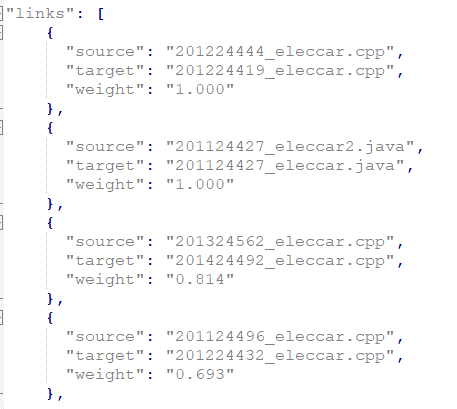 "links": [
{
"source": "201224444_eleccar.cpp",
"target": "201224419_eleccar.cpp",
"weight": "1.000"
},
{
"source": "201124427_eleccar2.java",
"target": "201124427_eleccar.java",
"weight": "1.000"
},
{
"source": "201324562_eleccar.cpp",
"target": "201424492_eleccar.cpp",
"weight": "0.814"
},
{
"source": "201124496_eleccar.cpp",
"target": "201224432_eleccar.cpp",
"weight": "0.693"
},